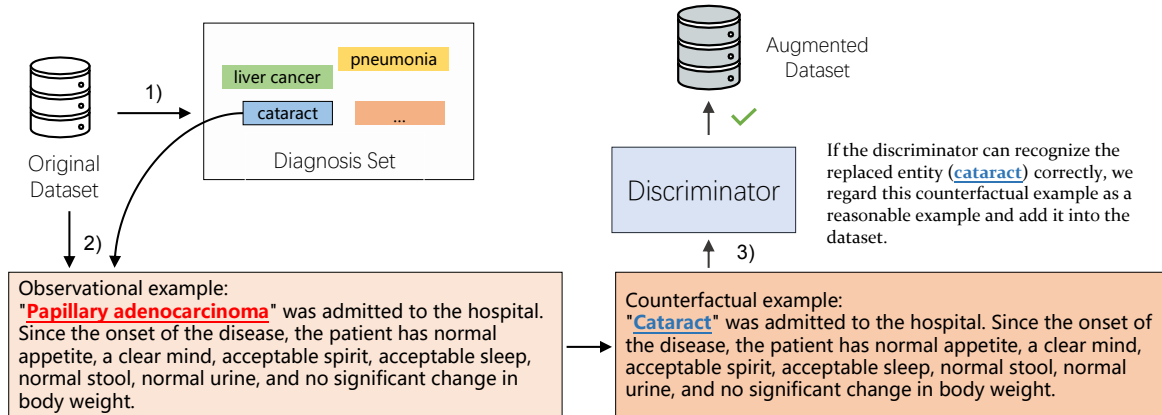 Original
Dataset
1)
liver cancer
pneumonia
cataract
...
Diagnosis Set
2)
Observational example:
"Papillary adenocarcinoma" was admitted to the hospital.
Since the onset of the disease, the patient has normal
appetite, a clear mind, acceptable spirit, acceptable sleep,
normal stool, normal urine, and no significant change in
body weight.
Augmented
Dataset
Discriminator
If the discriminator can recognize the
replaced entity (cataract) correctly, we
regard this counterfactual example as a
reasonable example and add it into the
dataset.
3)
Counterfactual example:
"Cataract" was admitted to the hospital. Since the onset of
the disease, the patient has normal appetite, a clear mind,
acceptable spirit, acceptable sleep, normal stool, normal
urine, and no significant change in body weight.